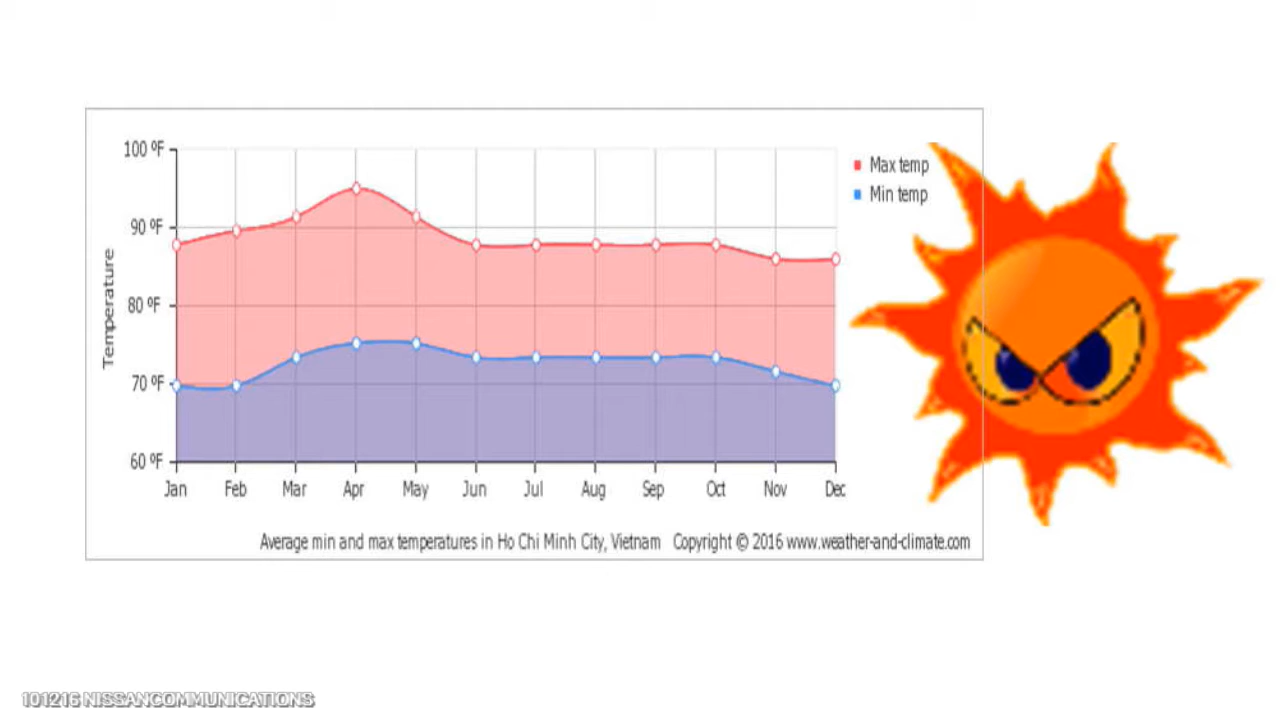 100 ºF
90 ºF
80 ºF
70 ºF
60 ºF
Temperature
Max temp
Min temp
Jan Feb Mar Apr May Jun Jul Aug Sep Oct Nov Dec
Average min and max temperatures in Ho Chi Minh City, Vietnam Copyright © 2016 www.weather-and-climate.com
101216 NISSANCOMMUNICATIONS